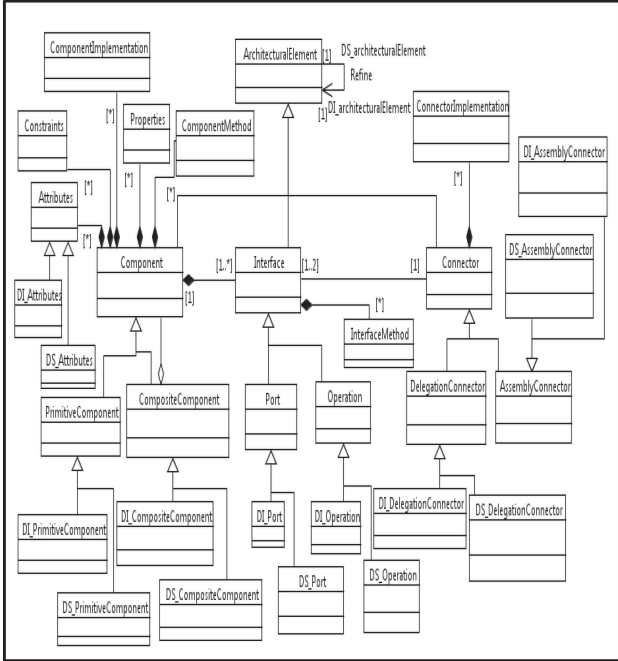 ComponentImplementation
ArchitecturalElement
[1]
DS_architecturalElement
Refine
[1]
DI_architecturalElement
Constraints
[*]
Properties
ComponentMethod
ConnectorImplementation
DI_AssemblyConnector
Attributes
[*]
[*]
[*]
[*]
[*]
DS_AssemblyConnector
Component
[1..*]
Interface
[1..2]
[1]
Connector
[1]
DI_Attributes
[*]
InterfaceMethod
DS_Attributes
PrimitiveComponent
CompositeComponent
Port
Operation
DelegationConnector
AssemblyConnector
DI_PrimitiveComponent
DI_CompositeComponent
DI_Port
DI_Operation
DI_DelegationConnector
DS_DelegationConnector
DS_PrimitiveComponent
DS_CompositeComponent
DS_Port
DS_Operation